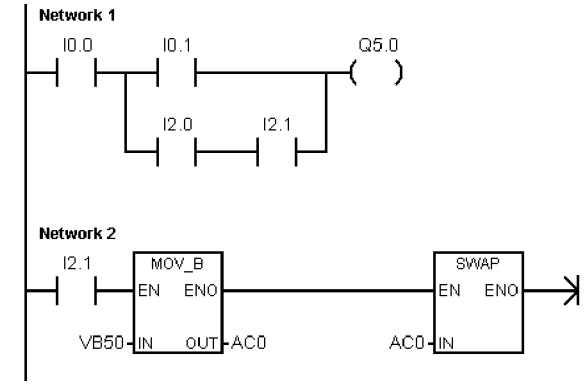 Network 1
I0.0 I0.1 Q5.0
I2.0 I2.1
Network 2
I2.1 MOV_B SWAP
EN ENO EN ENO
VB50 IN OUT AC0 AC0 IN